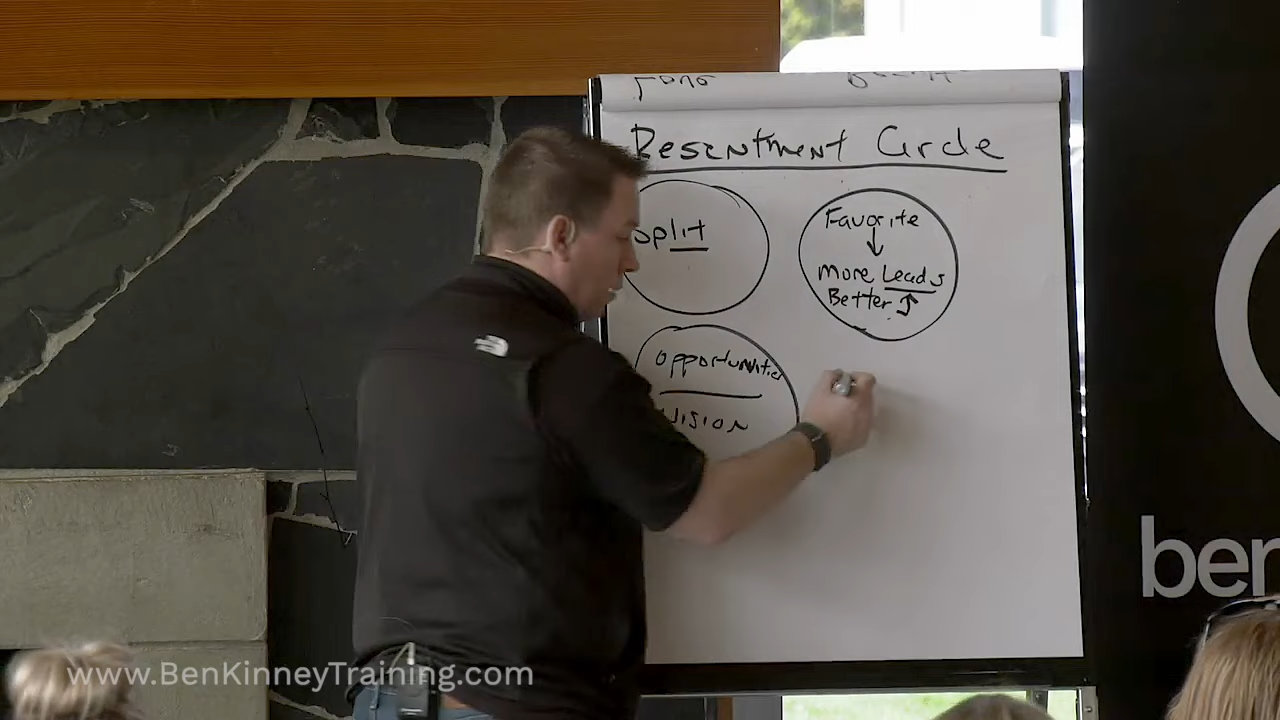 Resentment Circle
Split
Favorite
more Leads
Better
opportunities
vision
ben
www.BenKinneyTraining.com